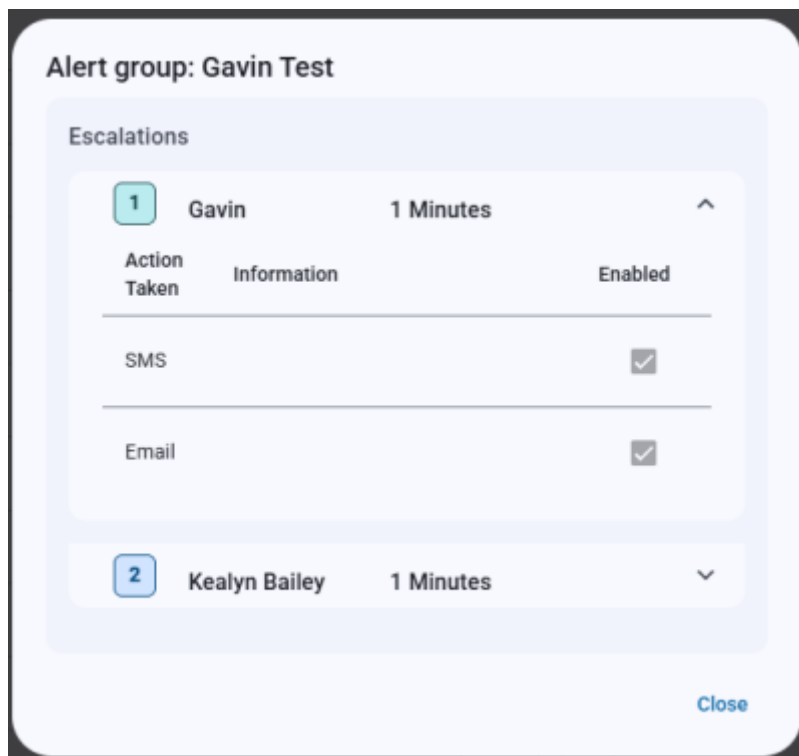 Alert group: Gavin Test
Escalations
1 Gavin 1 Minutes
Action Taken Information Enabled
SMS
Email
2 Kealyn Bailey 1 Minutes
Close